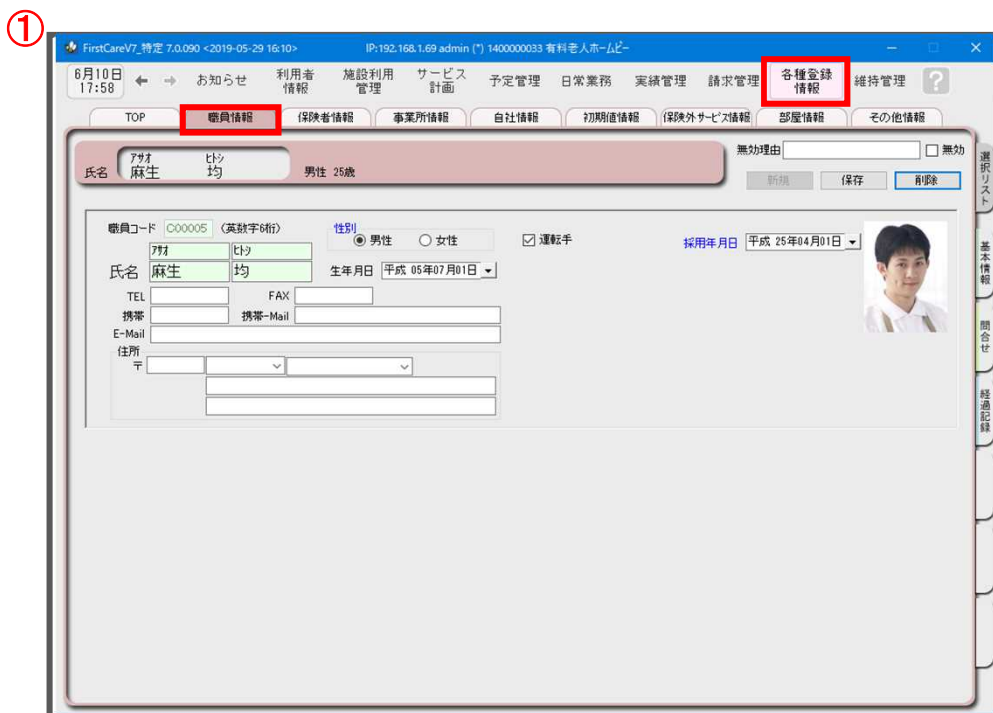 ①
FirstCareV7_特定 7.0.090 <2019-05-29 16:10> IP:192.168.1.69 admin (*) 1400000033 有料老人ホームビー
6月10日 17:58 お知らせ 利用者情報 施設利用管理 サービス計画 予定管理 日常業務 実績管理 請求管理 各種登録情報 維持管理 ?
TOP 職員情報 保険者情報 事業所情報 自社情報 初期値情報 保険外サービス情報 部屋情報 その他情報
無効理由 無効
アサオ ヒトシ
氏名 麻生 均 男性 25歳
新規 保存 削除
職員コード C00005 (英数字6桁) 性別 男性 女性 運転手 採用年月日 平成 25年04月01日
アサオ ヒトシ
氏名 麻生 均 生年月日 平成 05年07月01日
TEL FAX
携帯 携帯-Mail
E-Mail
住所
〒
選択リスト
基本情報
問合せ
経過記録